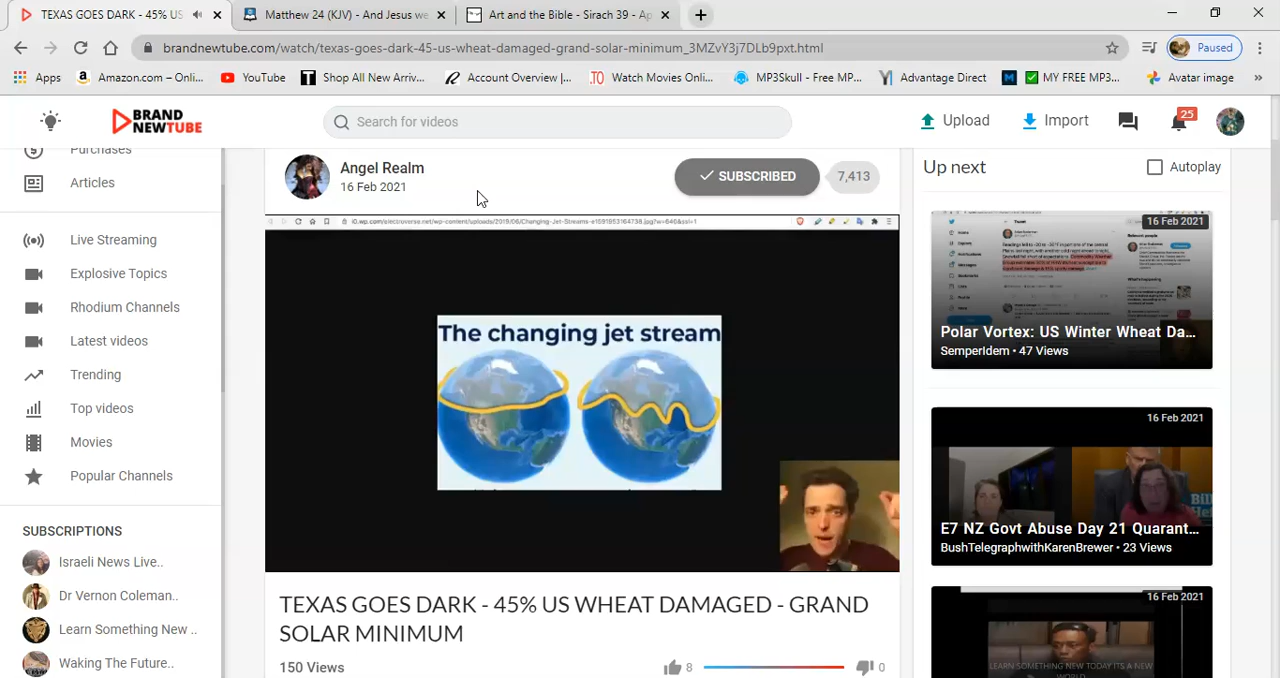 TEXAS GOES DARK - 45% US
Matthew 24 (KJV) - And Jesus we
Art and the Bible - Sirach 39 - Ap
brandnewtube.com/watch/texas-goes-dark-45-us-wheat-damaged-grand-solar-minimum_3MZvY3j7DLb9pxt.html
Paused
Apps
Amazon.com – Onli...
YouTube
Shop All New Arriv...
Account Overview |...
Watch Movies Onli...
MP3Skull - Free MP...
Advantage Direct
MY FREE MP3...
Avatar image
»
BRAND
NEWTUBE
Search for videos
Upload
Import
25
Purchases
Articles
Live Streaming
Explosive Topics
Rhodium Channels
Latest videos
Trending
Top videos
Movies
Popular Channels
SUBSCRIPTIONS
Israeli News Live..
Dr Vernon Coleman..
Learn Something New ..
Waking The Future..
Angel Realm
16 Feb 2021
SUBSCRIBED
7,413
The changing jet stream
TEXAS GOES DARK - 45% US WHEAT DAMAGED - GRAND
SOLAR MINIMUM
150 Views
8
0
Up next
Autoplay
16 Feb 2021
Polar Vortex: US Winter Wheat Da...
SemperIdem • 47 Views
16 Feb 2021
E7 NZ Govt Abuse Day 21 Quarant...
BushTelegraphwithKarenBrewer • 23 Views
16 Feb 2021
LEARN SOMETHING NEW TODAY ITS A NEW
WORLD